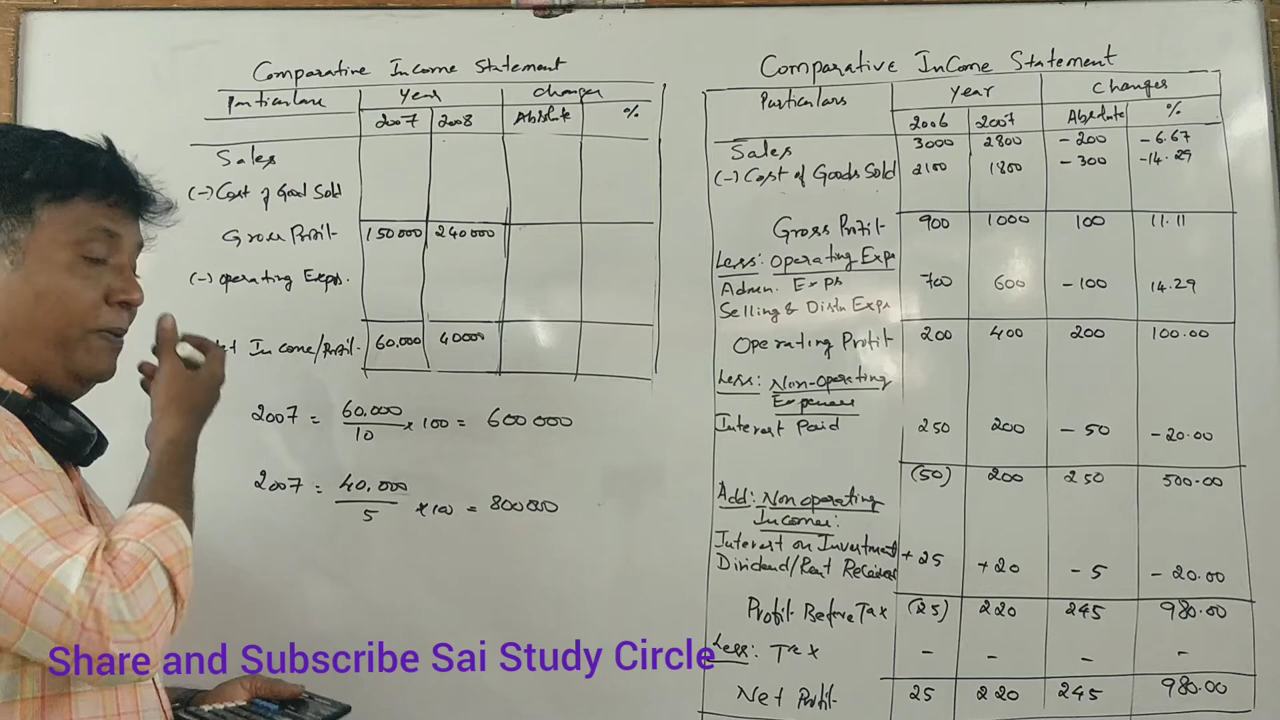 Comparative Income Statement
Particulars Year Changes
2007 2008 Absolute %
Sales
(-) Cost of Good Sold
Gross Profit 150000 240000
(-) operating Exps.
Net Income/Profit. 60,000 40000
2007 = 60,000/10 × 100 = 600000
2007 = 40,000/5 × 100 = 800000
Comparative Income Statement
Particulars Year Changes
2006 2007 Absolute %
Sales 3000 2800 - 200 - 6.67
(-) Cost of Goods Sold 2100 1800 - 300 -14.29
Gross Profit 900 1000 100 11.11
Less: Operating Exps
Admn. Exps 700 600 - 100 14.29
Selling & Distn Exps
Operating Profit 200 400 200 100.00
Less: Non-Operating
Expenses
Interest Paid 250 200 - 50 - 20.00
(50) 200 250 500.00
Add: Non operating
Income:
Interest on Investment
Dividend/Rent Received + 25 + 20 - 5 - 20.00
Profit Before Tax (25) 220 245 980.00
Less: Tax - - - -
Net Profit 25 220 245 980.00
Share and Subscribe Sai Study Circle